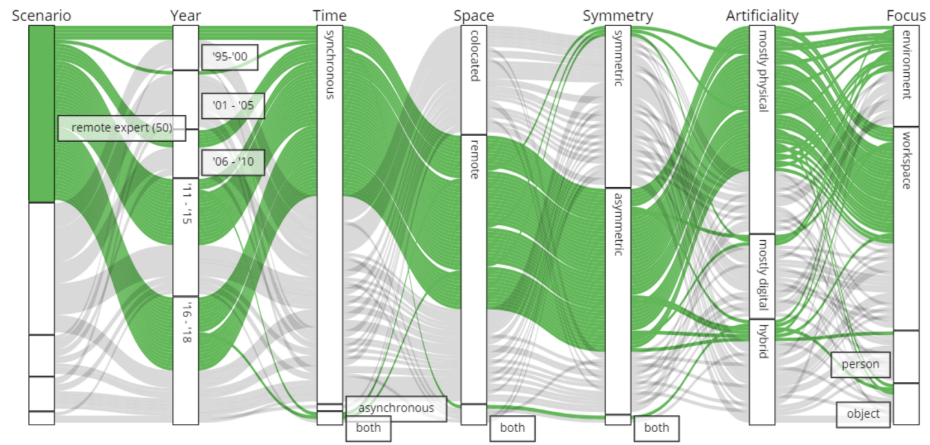 Scenario Year Time Space Symmetry Artificiality Focus
'95-'00
'01 - '05
remote expert (50)
'06 - '10
'11 - '15
'16 - '18
synchronous
asynchronous
both
colocated
remote
both
symmetric
asymmetric
both
mostly physical
mostly digital
hybrid
environment
workspace
person
object